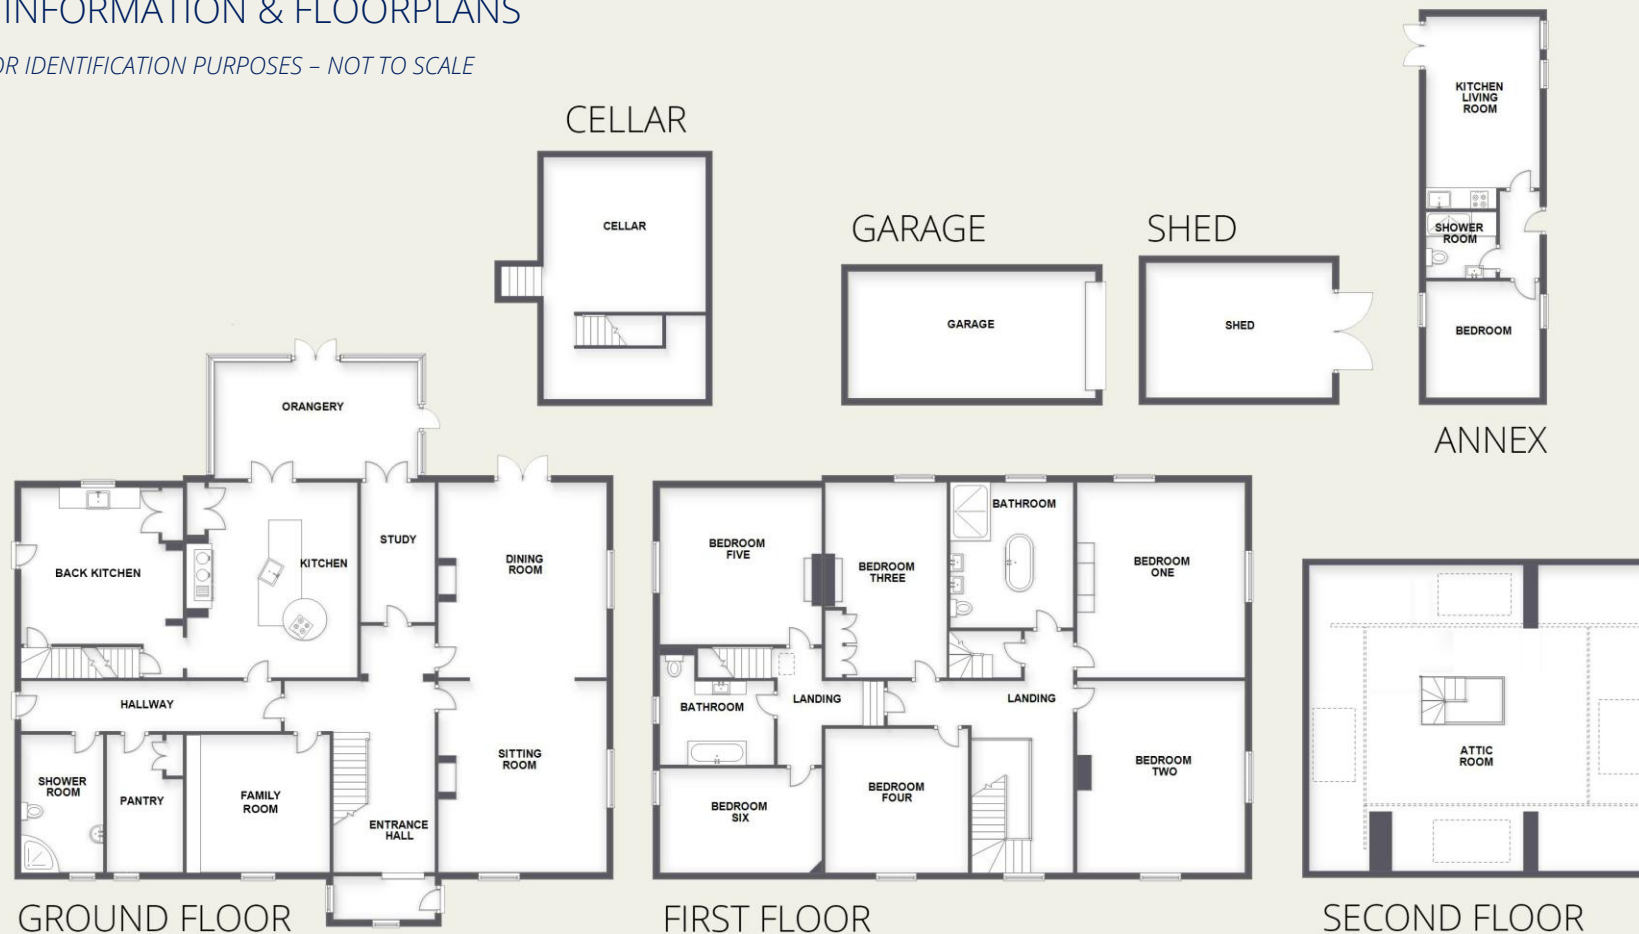 INFORMATION & FLOORPLANS
OR IDENTIFICATION PURPOSES – NOT TO SCALE
CELLAR
CELLAR
GARAGE
GARAGE
SHED
SHED
KITCHEN
LIVING
ROOM
SHOWER
ROOM
BEDROOM
ANNEX
ORANGERY
BACK KITCHEN
KITCHEN
STUDY
DINING
ROOM
HALLWAY
SHOWER
ROOM
PANTRY
FAMILY
ROOM
ENTRANCE
HALL
SITTING
ROOM
GROUND FLOOR
BEDROOM
FIVE
BEDROOM
THREE
BATHROOM
BEDROOM
ONE
BATHROOM
LANDING
LANDING
BEDROOM
SIX
BEDROOM
FOUR
BEDROOM
TWO
FIRST FLOOR
ATTIC
ROOM
SECOND FLOOR